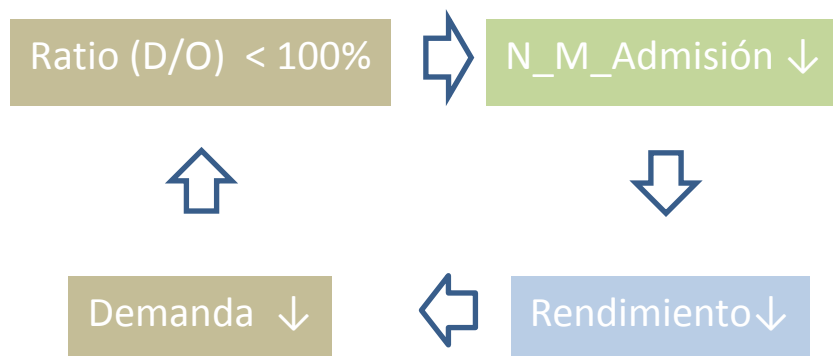 Ratio (D/O) < 100%
N_M_Admisión ↓
Demanda ↓
Rendimiento↓